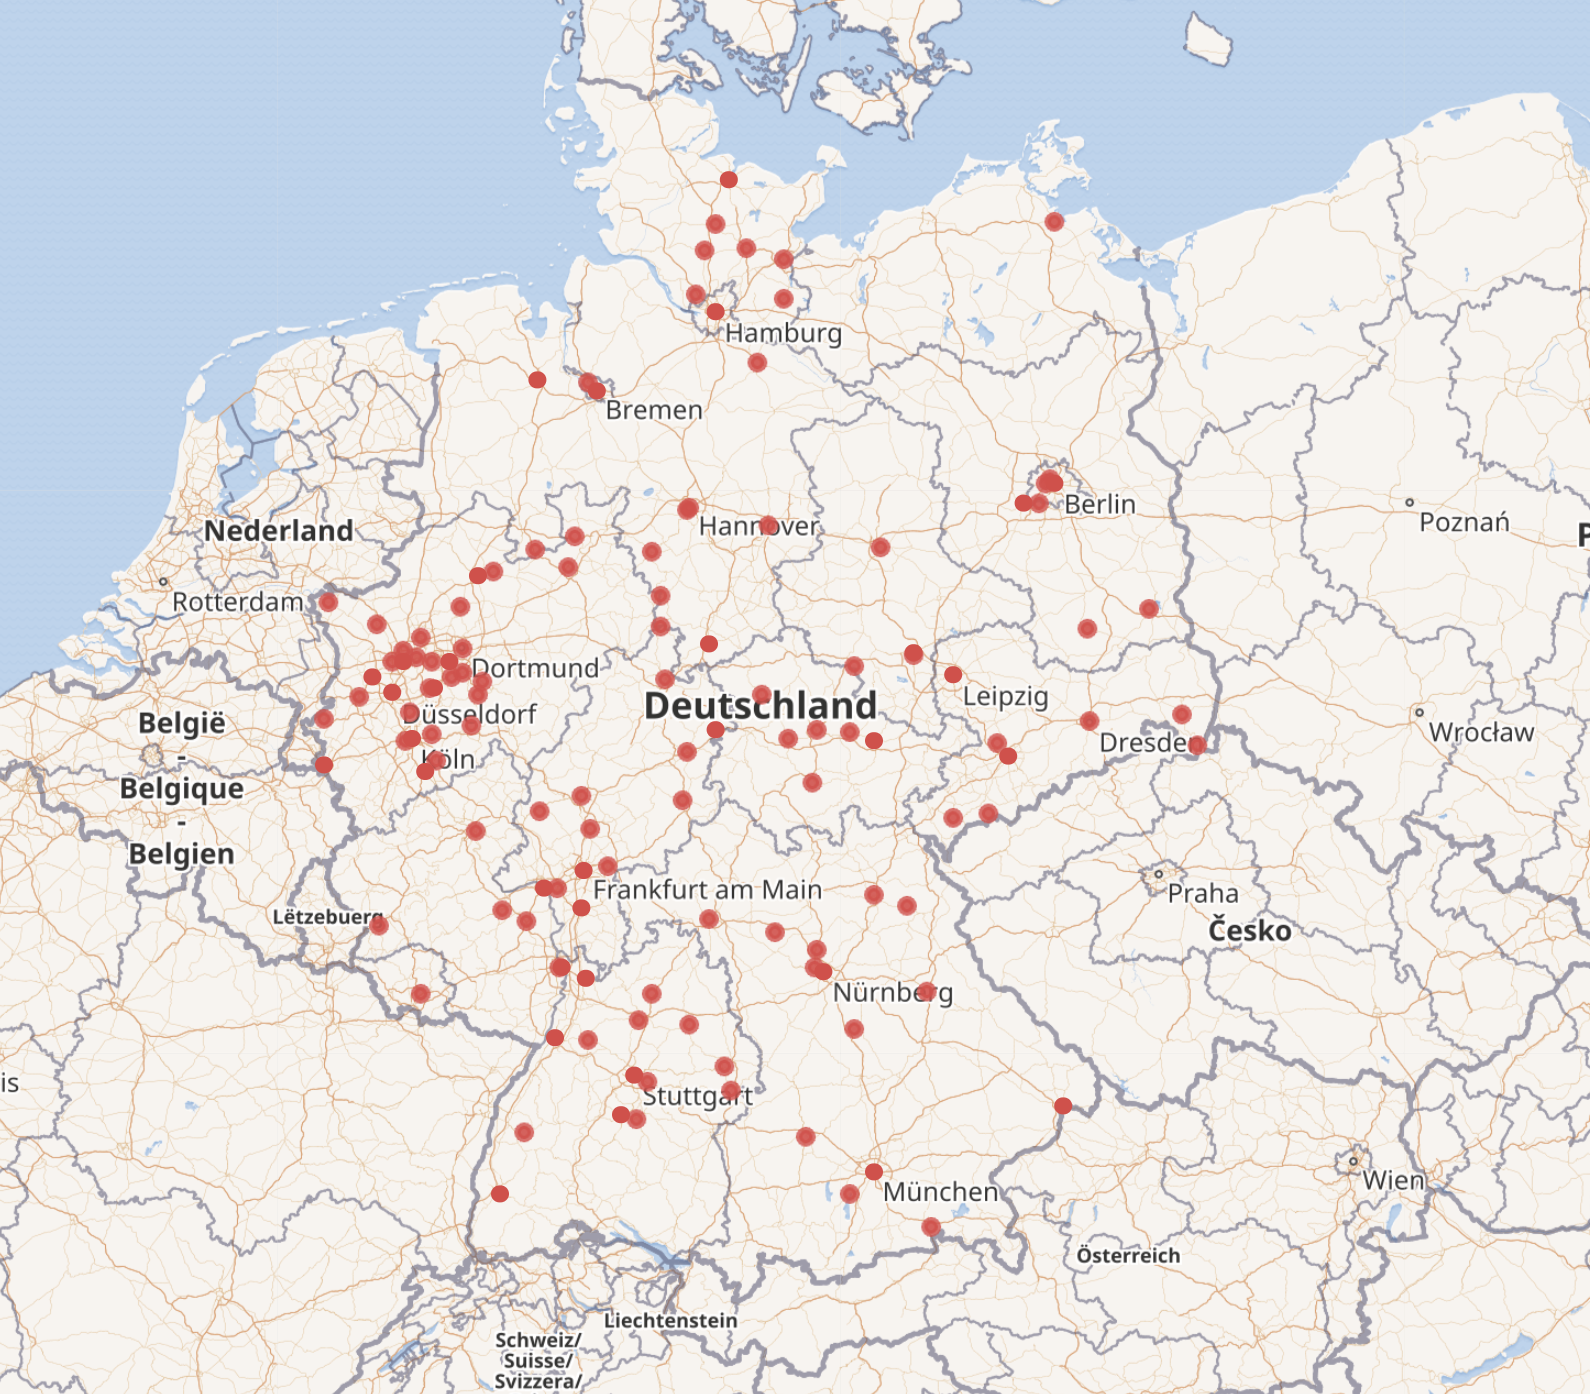 Hamburg
Bremen
Nederland
Hannover
Berlin
Poznań
P
Rotterdam
Dortmund
Deutschland
Leipzig
België
-
Belgique
-
Belgien
Düsseldorf
Köln
Dresden
Wrocław
Frankfurt am Main
Praha
Česko
Lëtzebuerg
Nürnberg
is
Stuttgart
München
Wien
Österreich
Liechtenstein
Schweiz/
Suisse/
Svizzera/